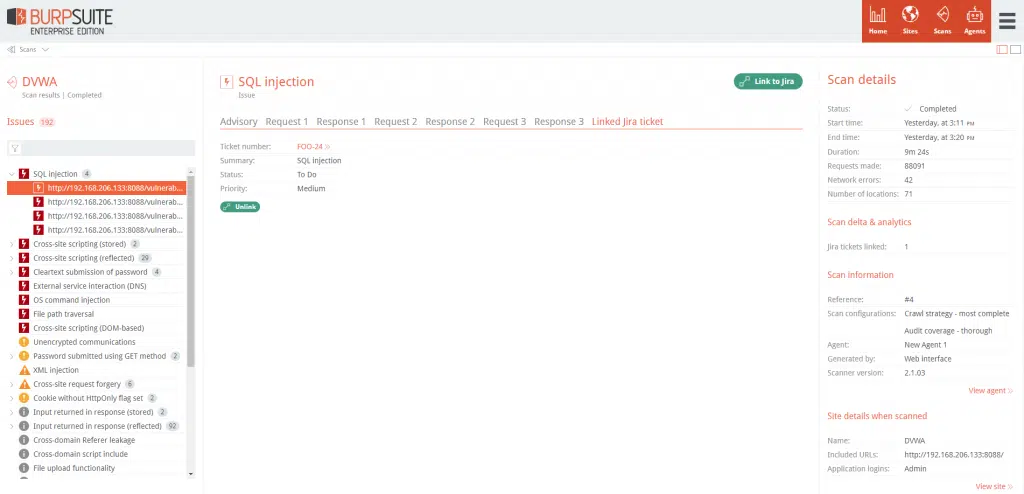 BURPSUITE
ENTERPRISE EDITION
Home
Sites
Scans
Agents
Scans
DVWA
Scan results | Completed
Issues 192
SQL injection 4
http://192.168.206.133:8088/vulnerab...
http://192.168.206.133:8088/vulnerab...
http://192.168.206.133:8088/vulnerab...
http://192.168.206.133:8088/vulnerab...
Cross-site scripting (stored) 2
Cross-site scripting (reflected) 29
Cleartext submission of password 4
External service interaction (DNS)
OS command injection
File path traversal
Cross-site scripting (DOM-based)
Unencrypted communications
Password submitted using GET method 2
XML injection
Cross-site request forgery 6
Cookie without HttpOnly flag set 2
Input returned in response (stored) 2
Input returned in response (reflected) 92
Cross-domain Referer leakage
Cross-domain script include
File upload functionality
SQL injection
Issue
Link to Jira
Advisory Request 1 Response 1 Request 2 Response 2 Request 3 Response 3 Linked Jira ticket
Ticket number: FOO-24
Summary: SQL injection
Status: To Do
Priority: Medium
Unlink
Scan details
Status: Completed
Start time: Yesterday, at 3:11 PM
End time: Yesterday, at 3:20 PM
Duration: 9m 24s
Requests made: 88091
Network errors: 42
Number of locations: 71
Scan delta & analytics
Jira tickets linked: 1
Scan information
Reference: #4
Scan configurations: Crawl strategy - most complete
Audit coverage - thorough
Agent: New Agent 1
Generated by: Web interface
Scanner version: 2.1.03
View agent
Site details when scanned
Name: DVWA
Included URLs: http://192.168.206.133:8088/
Application logins: Admin
View site